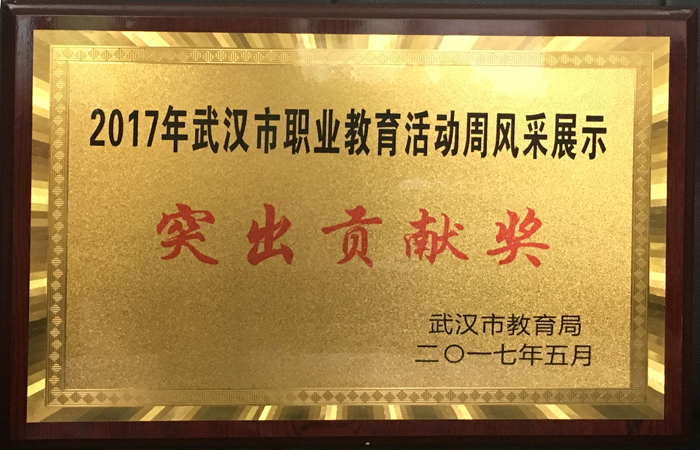 2017年武汉市职业教育活动周风采展示
突出贡献奖
武汉市教育局
二〇一七年五月